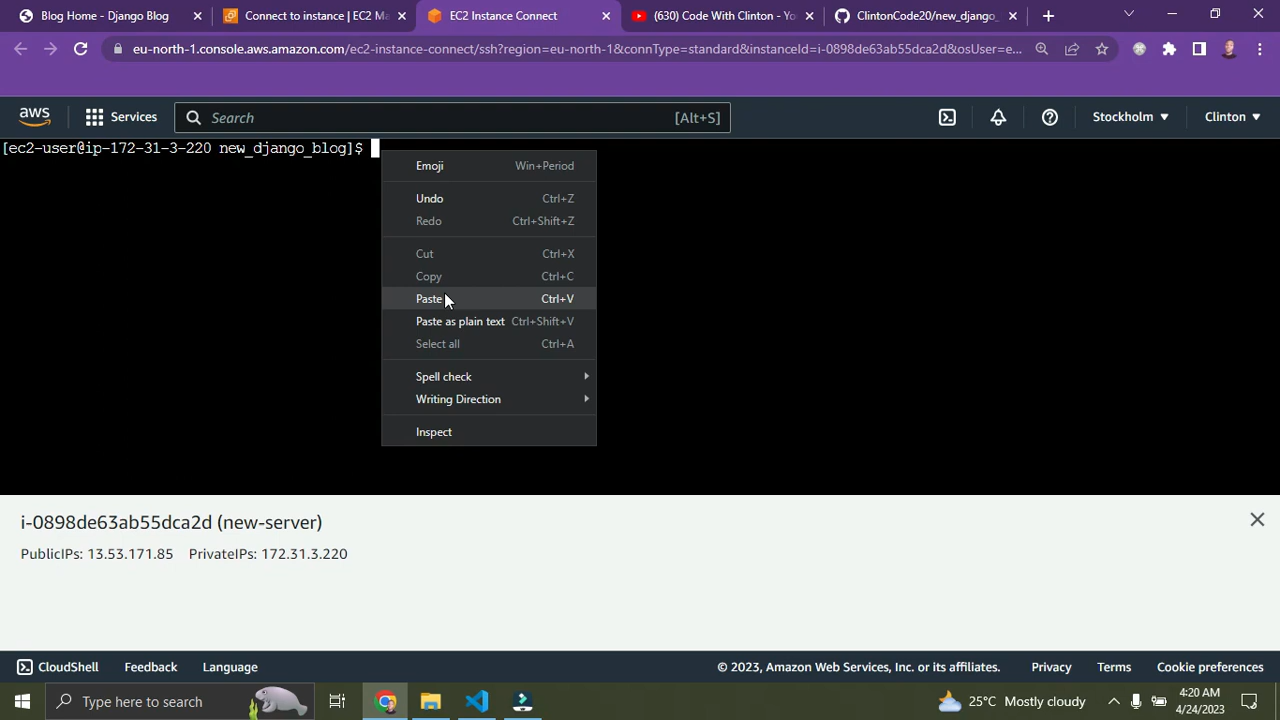 Blog Home - Django Blog
Connect to instance | EC2 Ma
EC2 Instance Connect
(630) Code With Clinton - Yo
ClintonCode20/new_django_
eu-north-1.console.aws.amazon.com/ec2-instance-connect/ssh?region=eu-north-1&connType=standard&instanceId=i-0898de63ab55dca2d&osUser=e...
aws
Services
Search
[Alt+S]
Stockholm
Clinton
[ec2-user@ip-172-31-3-220 new_django_blog]$
Emoji Win+Period
Undo Ctrl+Z
Redo Ctrl+Shift+Z
Cut Ctrl+X
Copy Ctrl+C
Paste Ctrl+V
Paste as plain text Ctrl+Shift+V
Select all Ctrl+A
Spell check
Writing Direction
Inspect
i-0898de63ab55dca2d (new-server)
PublicIPs: 13.53.171.85 PrivateIPs: 172.31.3.220
CloudShell Feedback Language
© 2023, Amazon Web Services, Inc. or its affiliates. Privacy Terms Cookie preferences
Type here to search
25°C Mostly cloudy
4:20 AM
4/24/2023